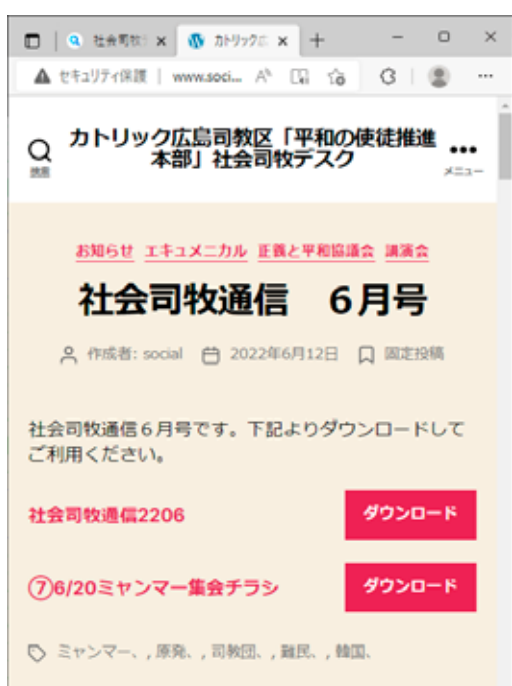 社会司牧
カトリック広
セキュリティ保護 | www.soci...
カトリック広島司教区「平和の使徒推進
本部」社会司牧デスク
検索
メニュー
お知らせ エキュメニカル 正義と平和協議会 講演会
社会司牧通信 6月号
作成者: social 2022年6月12日 固定投稿
社会司牧通信6月号です。下記よりダウンロードして
ご利用ください。
社会司牧通信2206 ダウンロード
⑦6/20ミャンマー集会チラシ ダウンロード
ミャンマー、, 原発、, 司教団、, 難民、, 韓国、